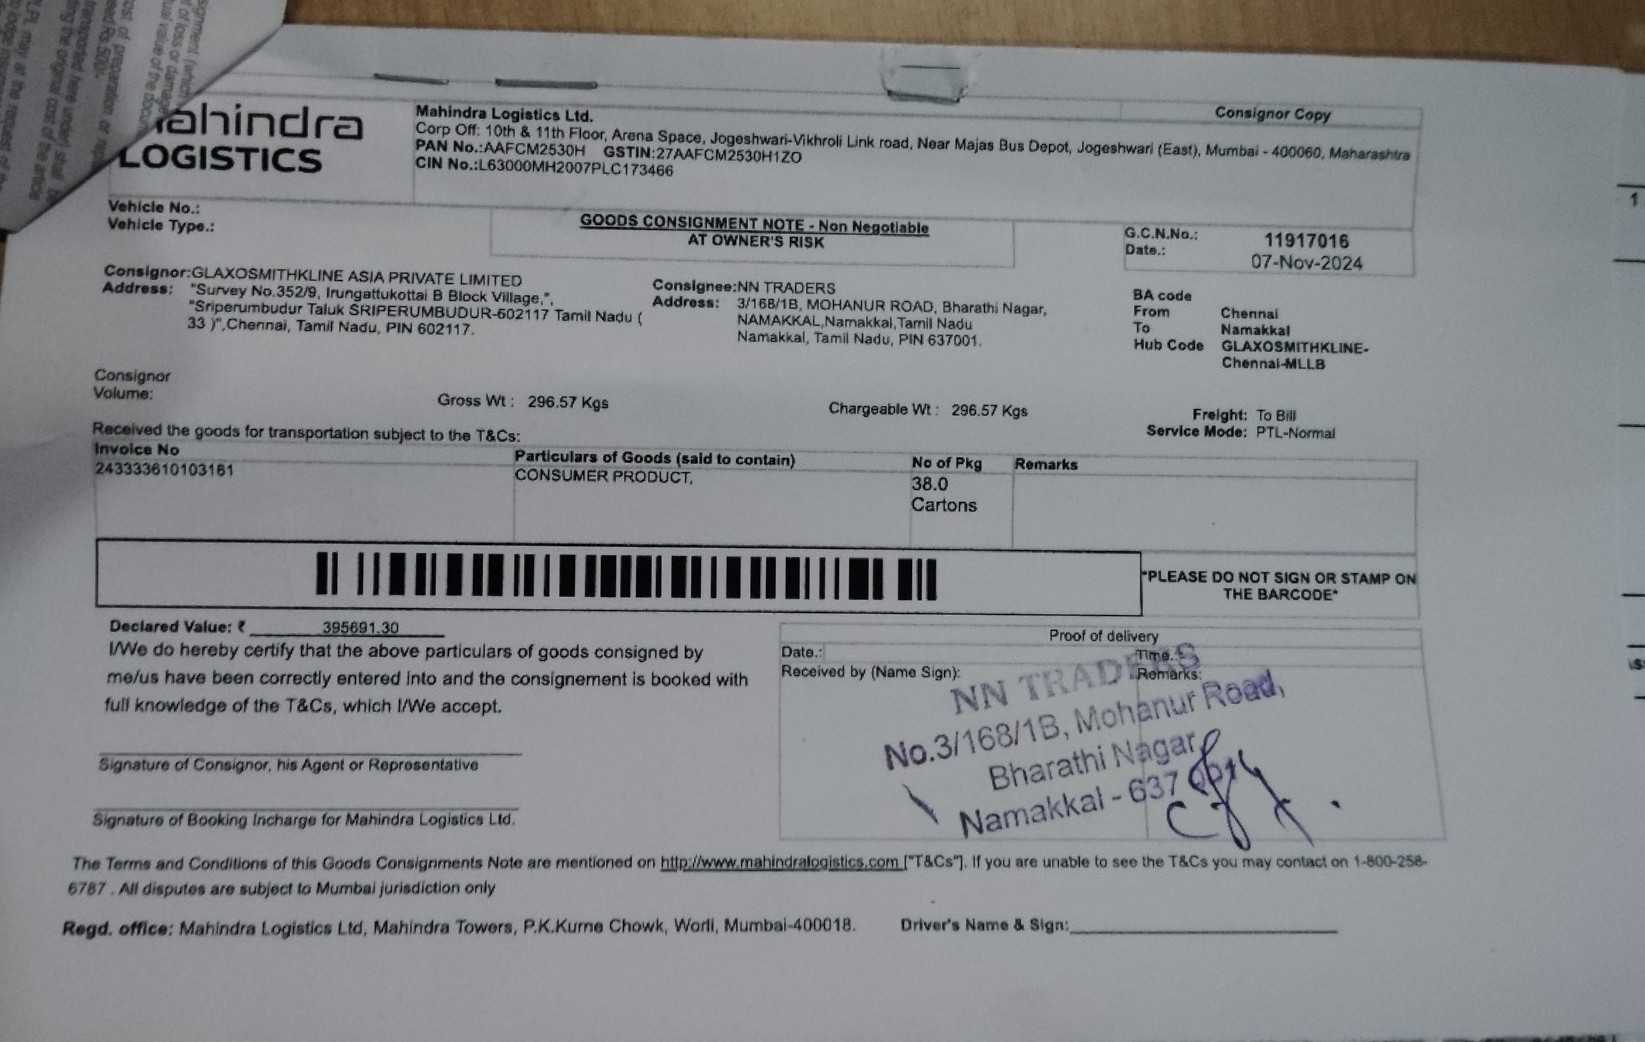 mahindra
LOGISTICS
Mahindra Logistics Ltd.
Consignor Copy
Corp Off: 10th & 11th Floor, Arena Space, Jogeshwari-Vikhroli Link road, Near Majas Bus Depot, Jogeshwari (East), Mumbai - 400060, Maharashtra
PAN No.:AAFCM2530H GSTIN:27AAFCM2530H1ZO
CIN No.:L63000MH2007PLC173466
Vehicle No.:
Vehicle Type.:
GOODS CONSIGNMENT NOTE - Non Negotiable
AT OWNER'S RISK
G.C.N.No.: 11917016
Date.: 07-Nov-2024
Consignor:GLAXOSMITHKLINE ASIA PRIVATE LIMITED
Address: "Survey No.352/9, Irungattukottai B Block Village,",
"Sriperumbudur Taluk SRIPERUMBUDUR-602117 Tamil Nadu (
33 )",Chennai, Tamil Nadu, PIN 602117.
Consignee:NN TRADERS
Address: 3/168/1B, MOHANUR ROAD, Bharathi Nagar,
NAMAKKAL,Namakkal,Tamil Nadu
Namakkal, Tamil Nadu, PIN 637001.
BA code
From Chennai
To Namakkal
Hub Code GLAXOSMITHKLINE-
Chennai-MLLB
Consignor
Volume:
Gross Wt : 296.57 Kgs
Chargeable Wt : 296.57 Kgs
Freight: To Bill
Service Mode: PTL-Normal
Received the goods for transportation subject to the T&Cs:
Invoice No
243333610103161
Particulars of Goods (said to contain)
CONSUMER PRODUCT,
No of Pkg
38.0
Cartons
Remarks
*PLEASE DO NOT SIGN OR STAMP ON
THE BARCODE*
Declared Value: ₹ 395691.30
I/We do hereby certify that the above particulars of goods consigned by
me/us have been correctly entered into and the consignement is booked with
full knowledge of the T&Cs, which I/We accept.
Signature of Consignor, his Agent or Representative
Signature of Booking Incharge for Mahindra Logistics Ltd.
Proof of delivery
Date.: Time.:
Received by (Name Sign): Remarks:
NN TRADERS
No.3/168/1B, Mohanur Road,
Bharathi Nagar
Namakkal - 637
The Terms and Conditions of this Goods Consignments Note are mentioned on http://www.mahindralogistics.com ["T&Cs"]. If you are unable to see the T&Cs you may contact on 1-800-258-
6787 . All disputes are subject to Mumbai jurisdiction only
Regd. office: Mahindra Logistics Ltd, Mahindra Towers, P.K.Kurne Chowk, Worli, Mumbai-400018.
Driver's Name & Sign: